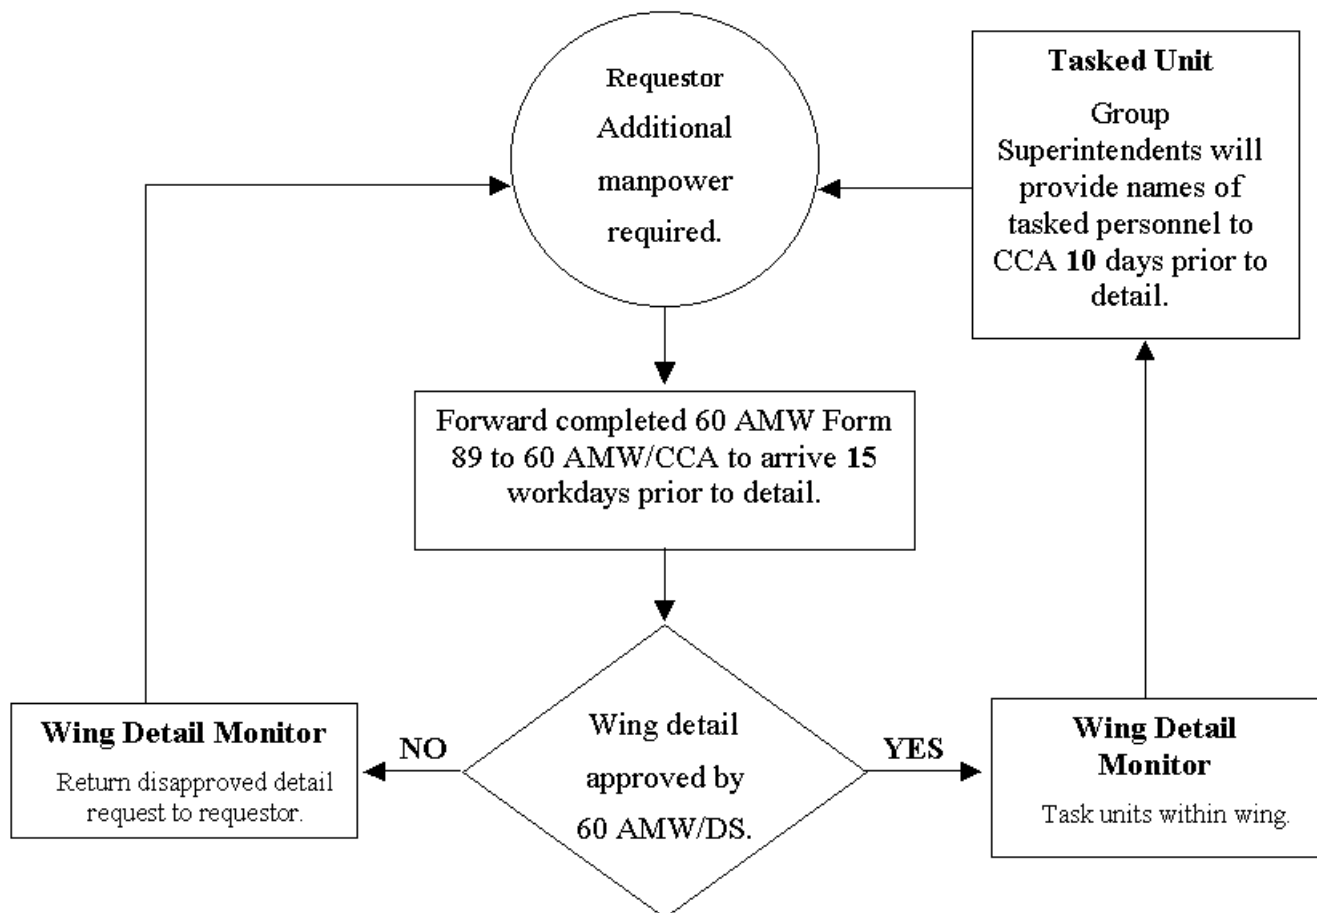 Requestor
Additional
manpower
required.
Tasked Unit
Group
Superintendents will
provide names of
tasked personnel to
CCA 10 days prior to
detail.
Forward completed 60 AMW Form
89 to 60 AMW/CCA to arrive 15
workdays prior to detail.
Wing Detail Monitor
Return disapproved detail
request to requestor.
NO
Wing detail
approved by
60 AMW/DS.
YES
Wing Detail
Monitor
Task units within wing.